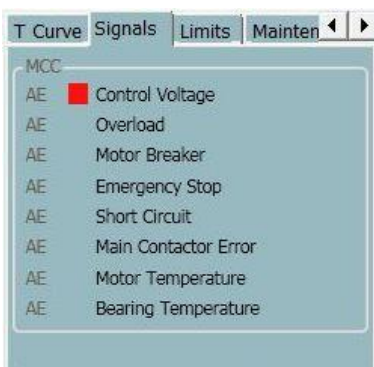 T Curve Signals Limits Mainten
MCC
AE Control Voltage
AE Overload
AE Motor Breaker
AE Emergency Stop
AE Short Circuit
AE Main Contactor Error
AE Motor Temperature
AE Bearing Temperature